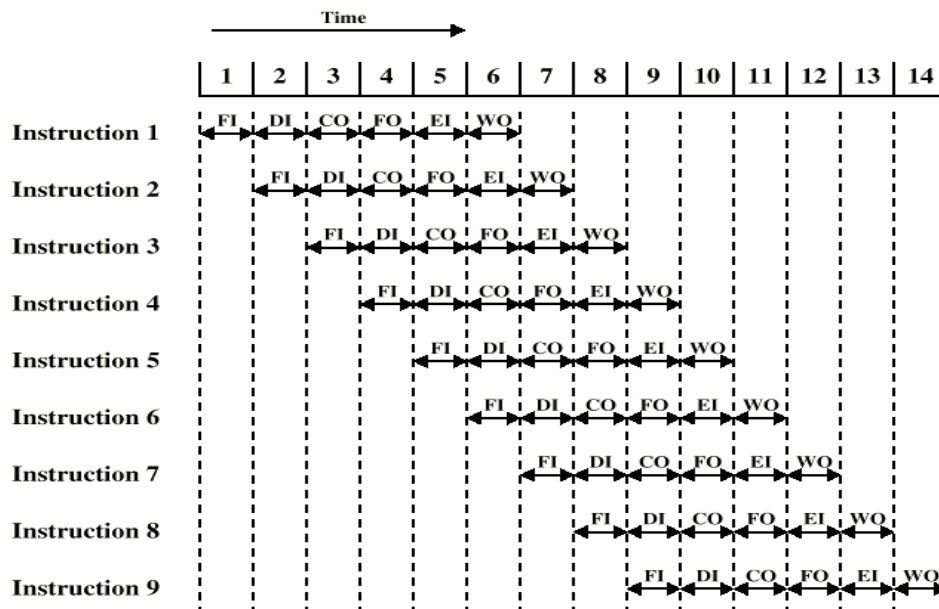 Time
1 2 3 4 5 6 7 8 9 10 11 12 13 14
Instruction 1 FI DI CO FO EI WO
Instruction 2 FI DI CO FO EI WO
Instruction 3 FI DI CO FO EI WO
Instruction 4 FI DI CO FO EI WO
Instruction 5 FI DI CO FO EI WO
Instruction 6 FI DI CO FO EI WO
Instruction 7 FI DI CO FO EI WO
Instruction 8 FI DI CO FO EI WO
Instruction 9 FI DI CO FO EI WO